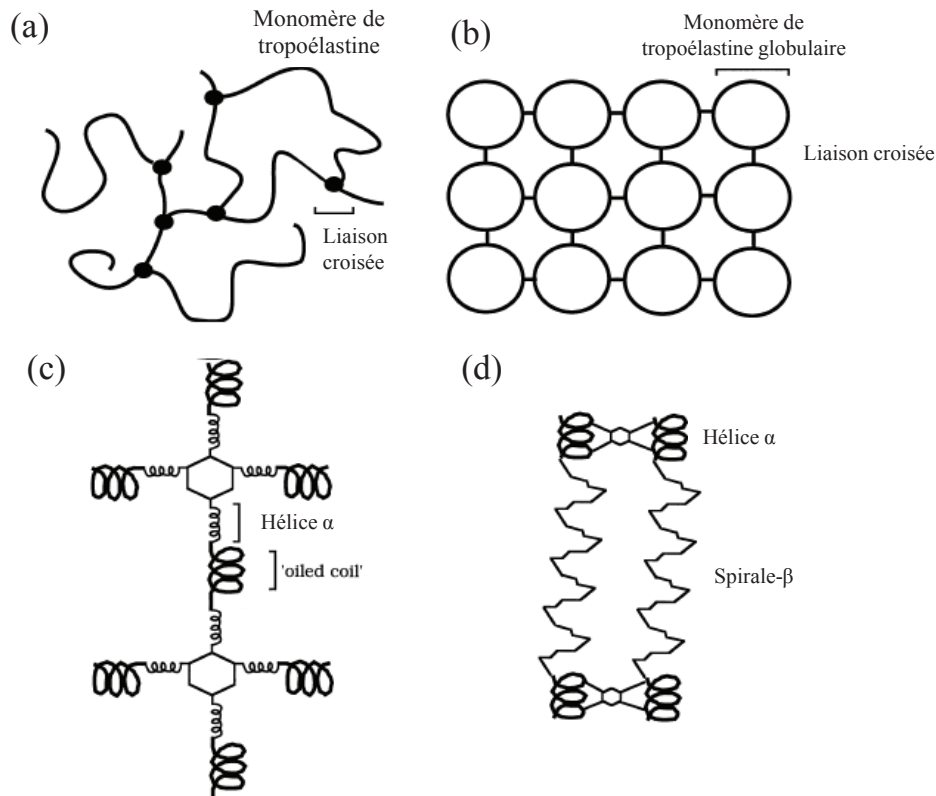 (a)
Monomère de
tropoélastine
Liaison
croisée
(b)
Monomère de
tropoélastine globulaire
Liaison croisée
(c)
Hélice α
'oiled coil'
(d)
Hélice α
Spirale-β